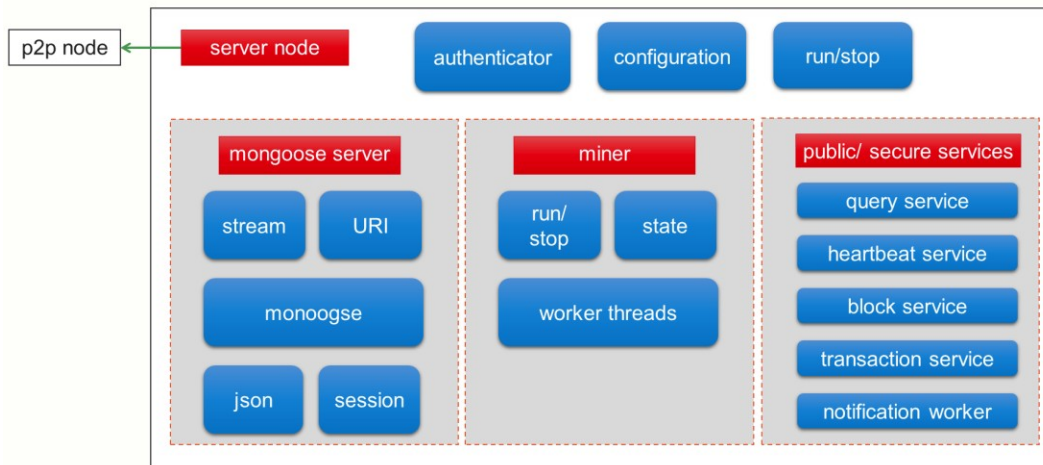 p2p node
server node
authenticator
configuration
run/stop
mongoose server
stream
URI
monoogse
json
session
miner
run/
stop
state
worker threads
public/ secure services
query service
heartbeat service
block service
transaction service
notification worker